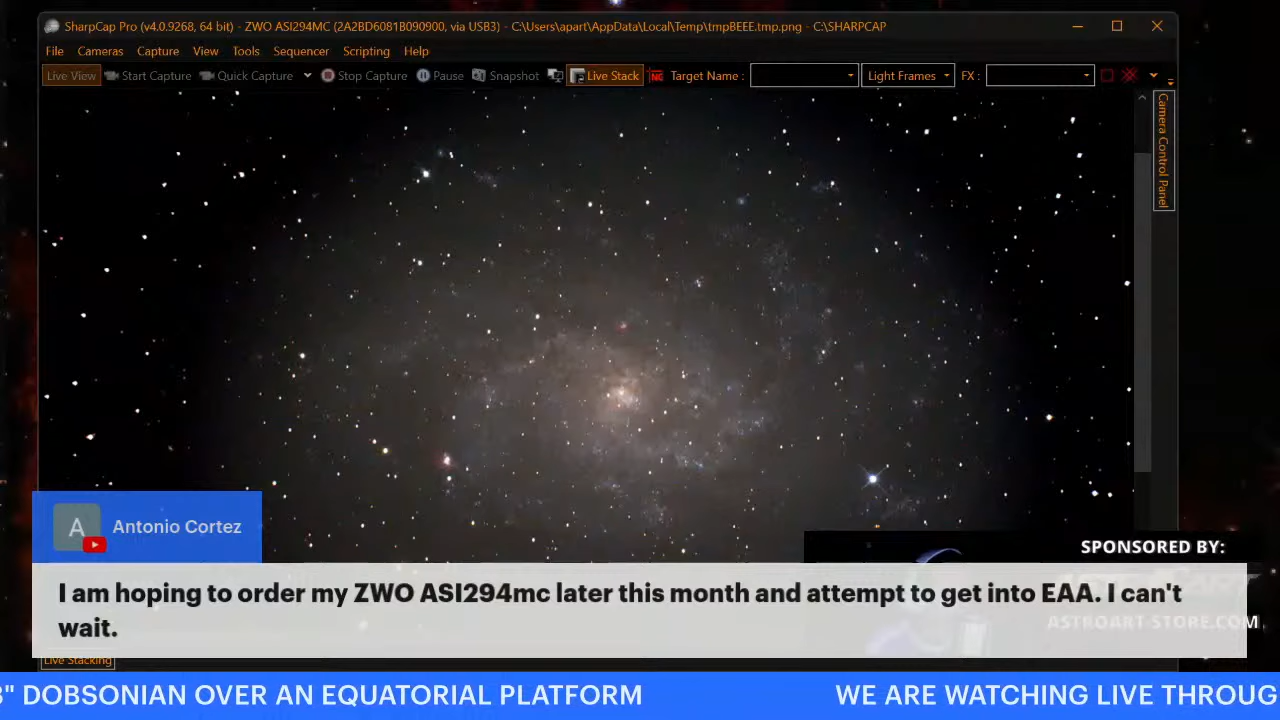 SharpCap Pro (v4.0.9268, 64 bit) - ZWO ASI294MC (2A2BD6081B090900, via USB3) - C:\Users\apart\AppData\Local\Temp\tmpBEEE.tmp.png - C:\SHARPCAP
File Cameras Capture View Tools Sequencer Scripting Help
Live View Start Capture Quick Capture Stop Capture Pause Snapshot Live Stack Target Name : Light Frames FX :
Camera Control Panel
A Antonio Cortez
SPONSORED BY:
I am hoping to order my ZWO ASI294mc later this month and attempt to get into EAA. I can't
wait.
ASTROART-STORE.COM
Live Stacking
" DOBSONIAN OVER AN EQUATORIAL PLATFORM WE ARE WATCHING LIVE THROUG